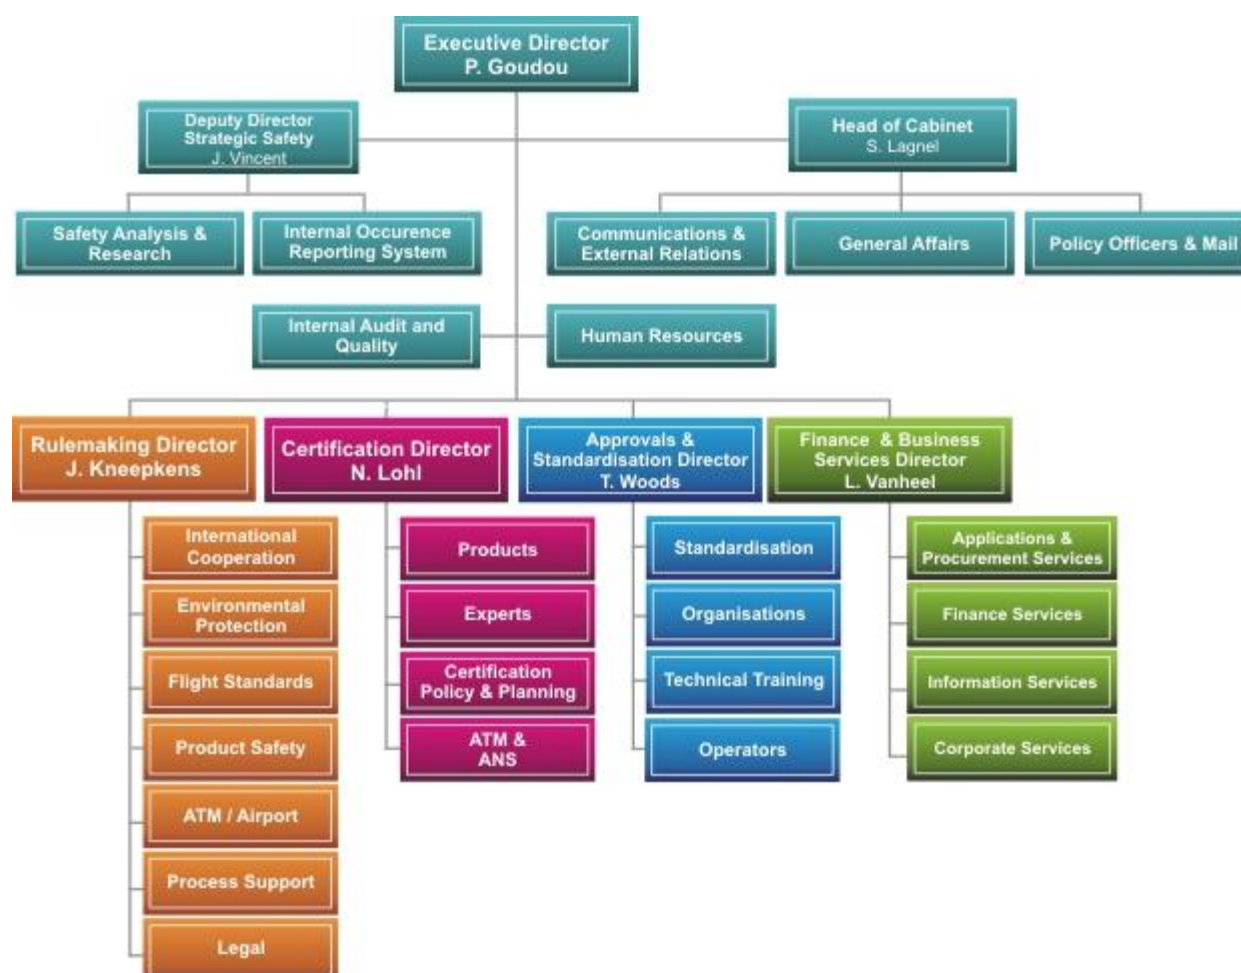 Executive Director
P. Goudou
Deputy Director
Strategic Safety
J. Vincent
Head of Cabinet
S. Lagnel
Safety Analysis &
Research
Internal Occurence
Reporting System
Communications &
External Relations
General Affairs
Policy Officers & Mail
Internal Audit and
Quality
Human Resources
Rulemaking Director
J. Kneepkens
International
Cooperation
Environmental
Protection
Flight Standards
Product Safety
ATM / Airport
Process Support
Legal
Certification Director
N. Lohl
Products
Experts
Certification
Policy & Planning
ATM &
ANS
Approvals &
Standardisation Director
T. Woods
Standardisation
Organisations
Technical Training
Operators
Finance & Business
Services Director
L. Vanheel
Applications &
Procurement Services
Finance Services
Information Services
Corporate Services